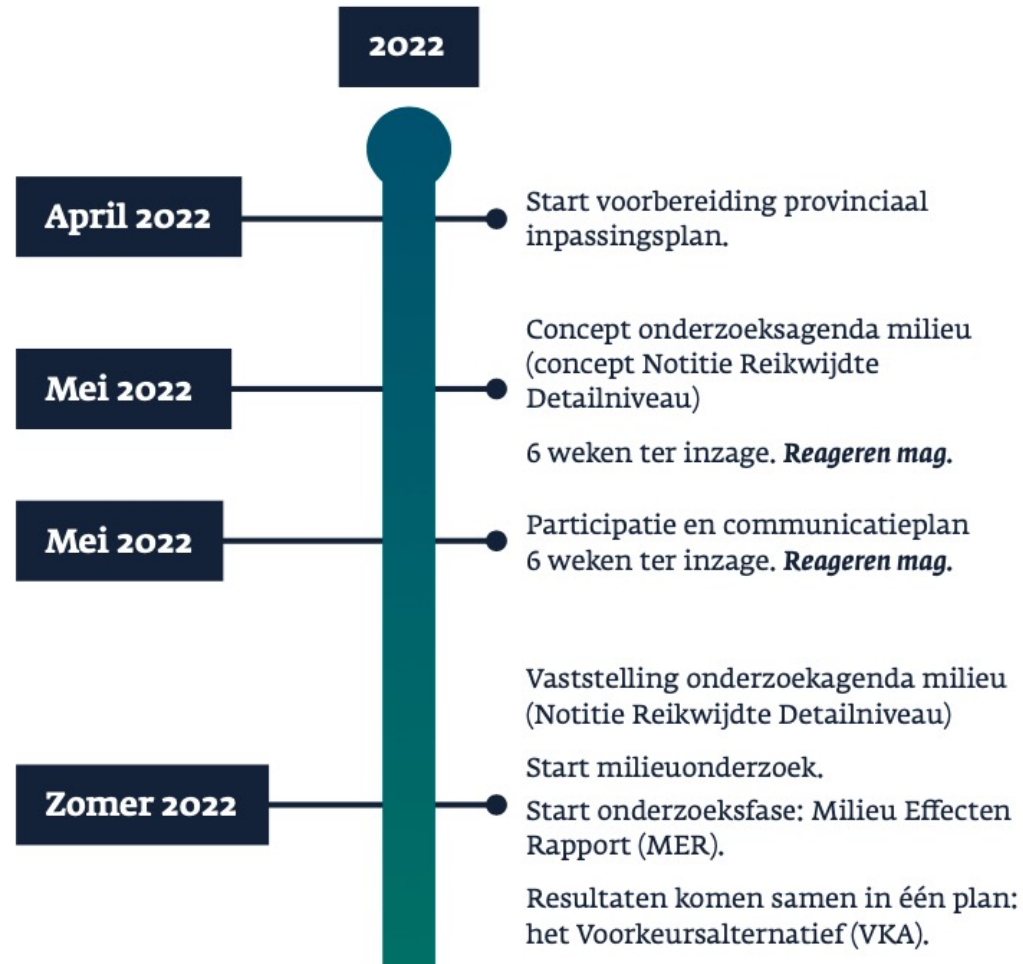 2022
April 2022
Start voorbereiding provinciaal
inpassingsplan.
Mei 2022
Concept onderzoeksagenda milieu
(concept Notitie Reikwijdte
Detailniveau)
6 weken ter inzage. Reageren mag.
Mei 2022
Participatie en communicatieplan
6 weken ter inzage. Reageren mag.
Zomer 2022
Vaststelling onderzoekagenda milieu
(Notitie Reikwijdte Detailniveau)
Start milieuonderzoek.
Start onderzoeksfase: Milieu Effecten
Rapport (MER).
Resultaten komen samen in één plan:
het Voorkeursalternatief (VKA).